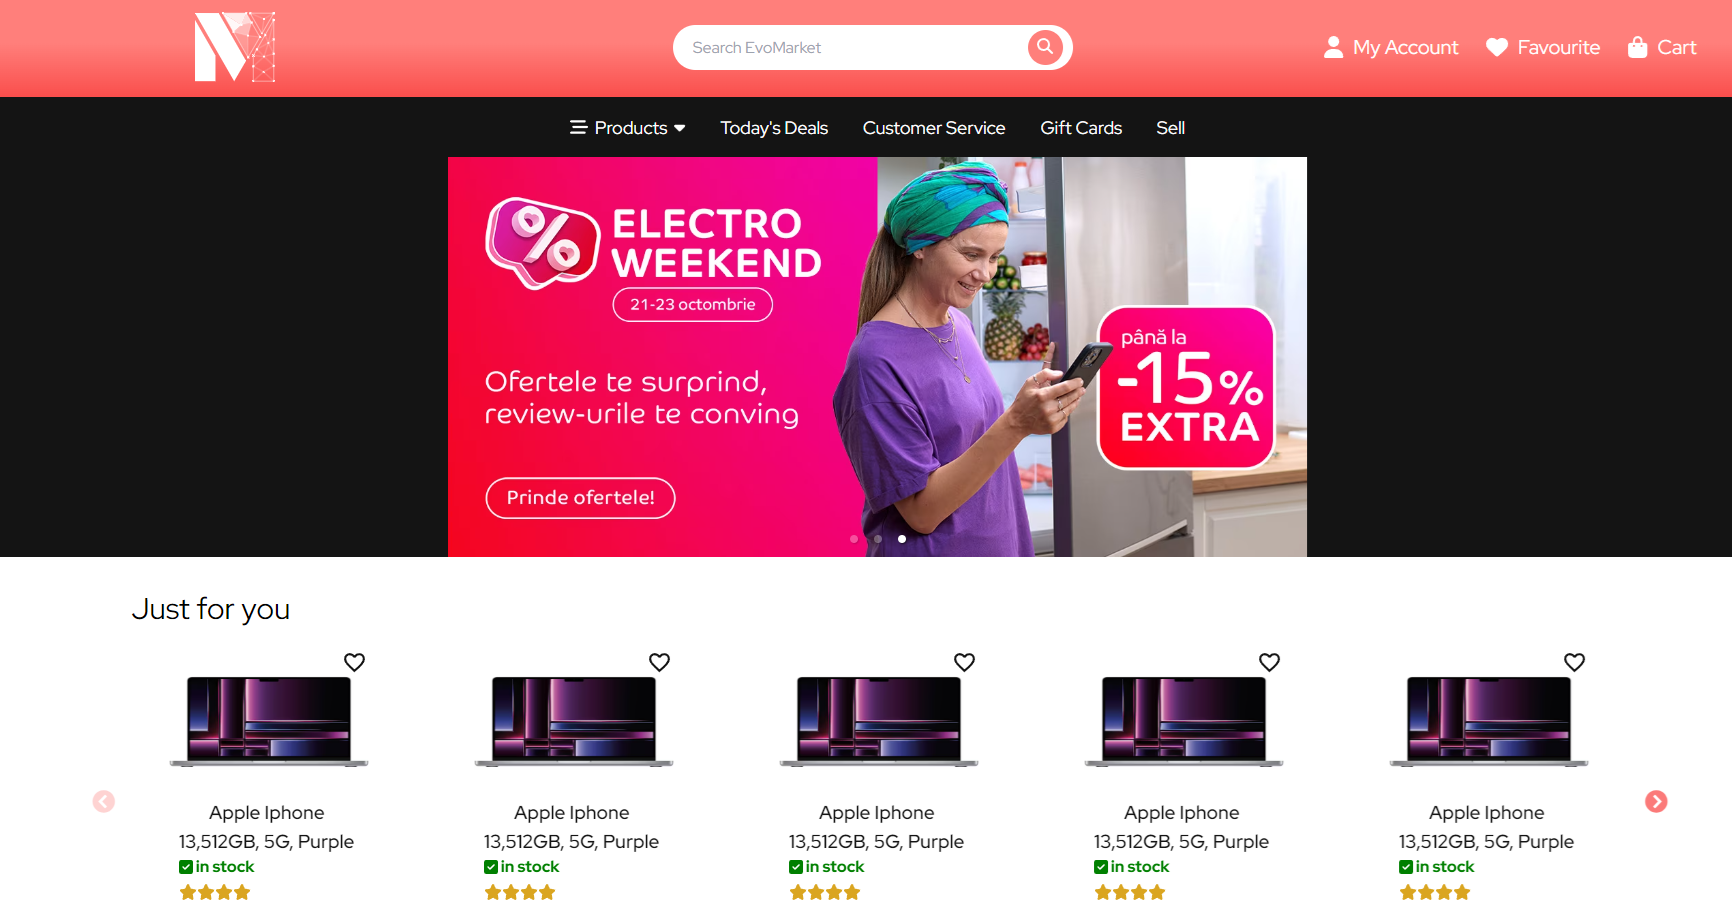 Search EvoMarket
My Account
Favourite
Cart
Products
Today's Deals
Customer Service
Gift Cards
Sell
ELECTRO
WEEKEND
21-23 octombrie
Ofertele te surprind,
review-urile te conving
Prinde ofertele!
până la
-15%
EXTRA
Just for you
Apple Iphone
13,512GB, 5G, Purple
in stock
Apple Iphone
13,512GB, 5G, Purple
in stock
Apple Iphone
13,512GB, 5G, Purple
in stock
Apple Iphone
13,512GB, 5G, Purple
in stock
Apple Iphone
13,512GB, 5G, Purple
in stock